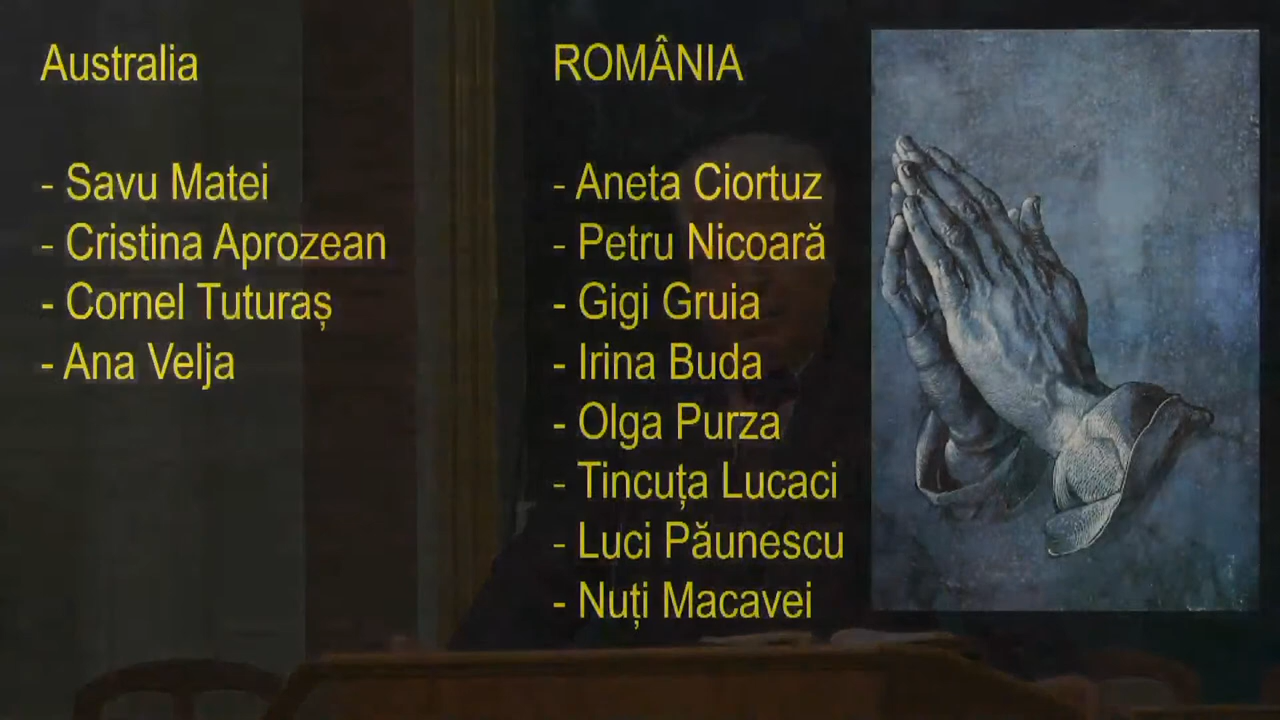 Australia
- Savu Matei
- Cristina Aprozean
- Cornel Tuturaș
- Ana Velja
ROMÂNIA
- Aneta Ciortuz
- Petru Nicoară
- Gigi Gruia
- Irina Buda
- Olga Purza
- Tincuța Lucaci
- Luci Păunescu
- Nuți Macavei